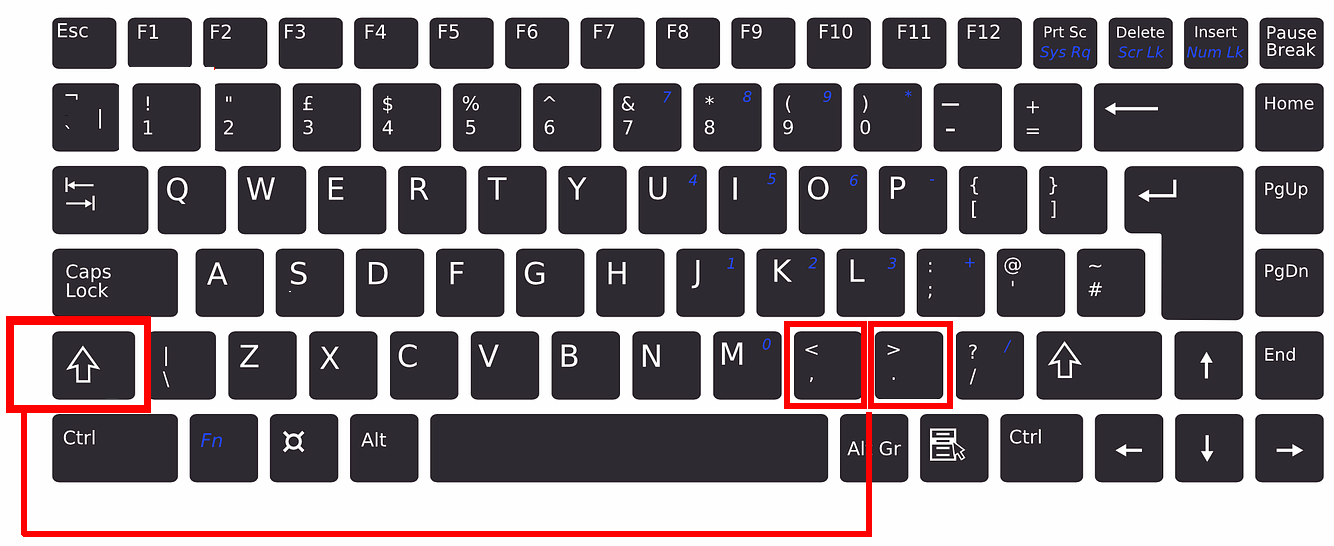 Esc F1 F2 F3 F4 F5 F6 F7 F8 F9 F10 F11 F12 Prt Sc Sys Rq Delete Scr Lk Insert Num Lk Pause Break
¬ ` | ! 1 " 2 £ 3 $ 4 % 5 ^ 6 & 7 7 * 8 8 ( 9 9 ) 0 * — - + = Home
Q W E R T Y U 4 I 5 O 6 P - { [ } ] PgUp
Caps Lock A S D F G H J 1 K 2 L 3 : ; + @ ' ~ # PgDn
| \ Z X C V B N M 0 < , > . ? / / End
Ctrl Fn Alt Alt Gr Ctrl